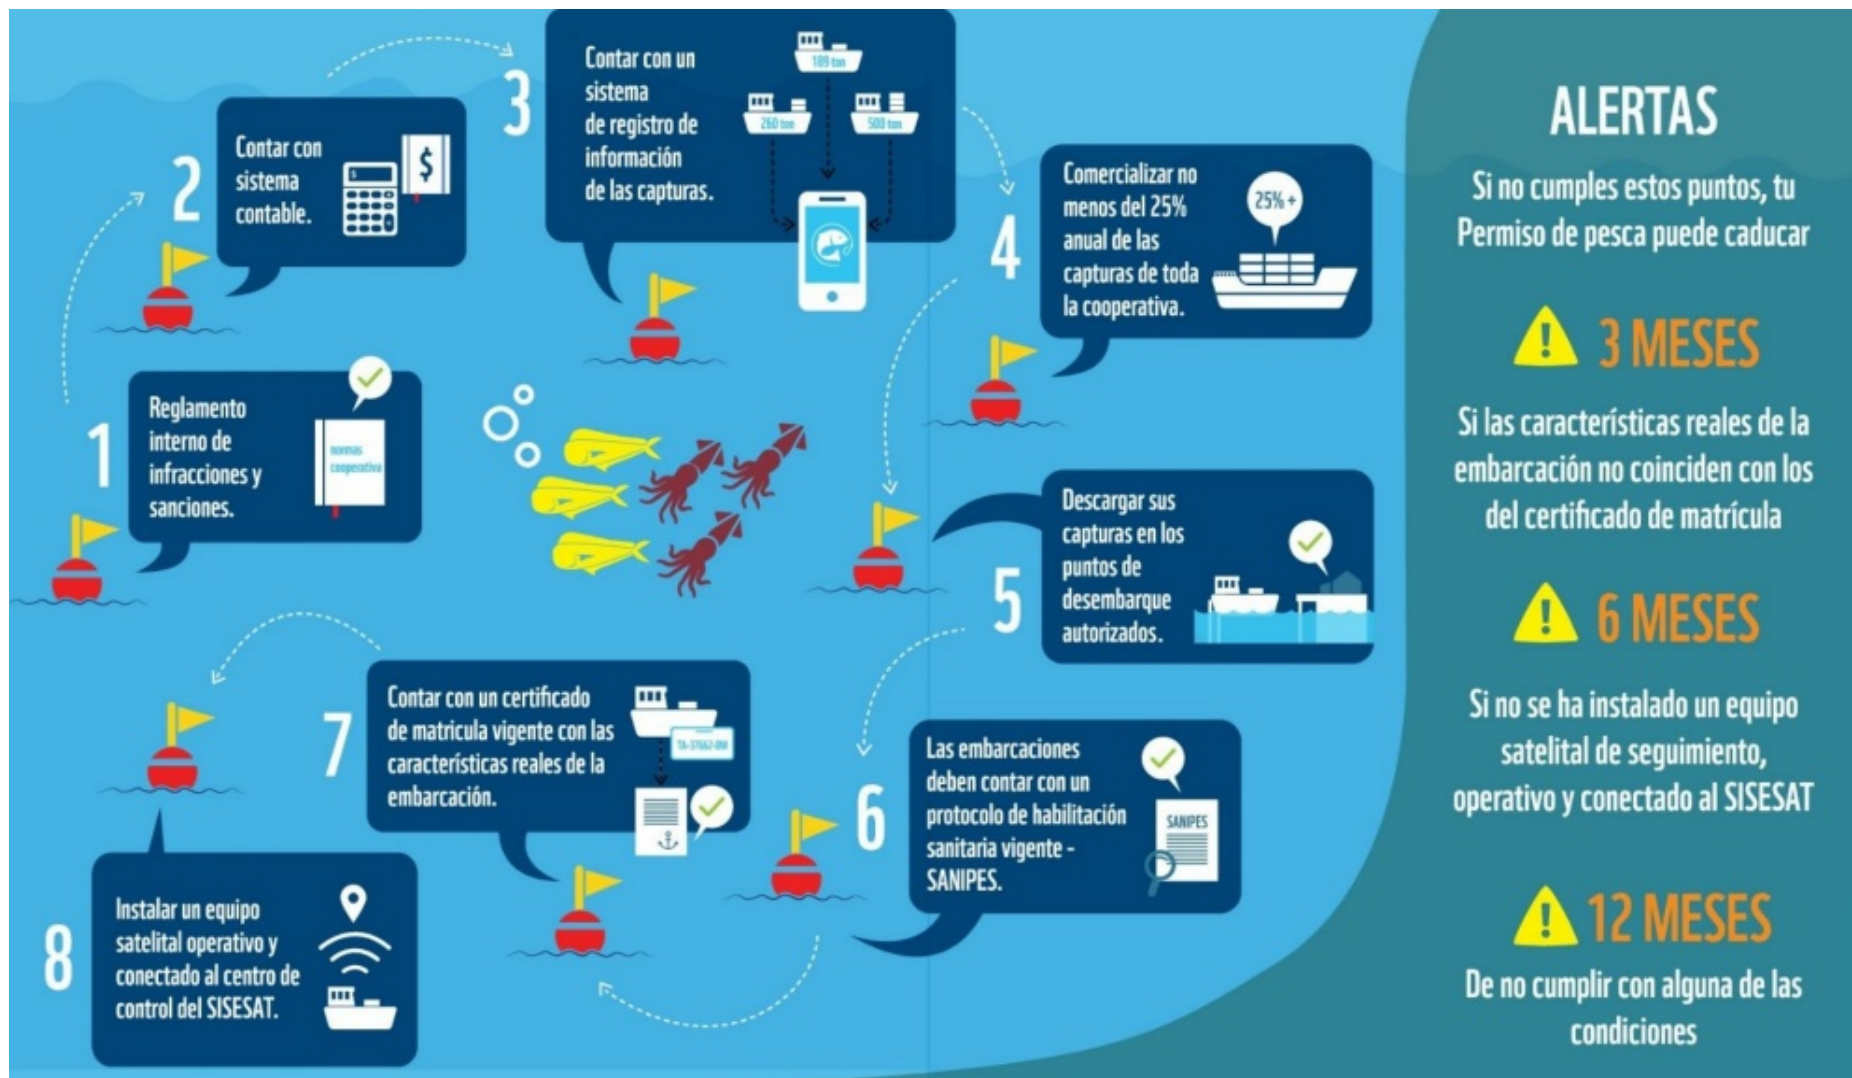 1
Reglamento
interno de
infracciones y
sanciones.
normas
cooperativa
2
Contar con
sistema
contable.
$
$
3
Contar con un
sistema
de registro de
información
de las capturas.
189 ton
260 ton
500 ton
4
Comercializar no
menos del 25%
anual de las
capturas de toda
la cooperativa.
25% +
5
Descargar sus
capturas en los
puntos de
desembarque
autorizados.
6
Las embarcaciones
deben contar con un
protocolo de habilitación
sanitaria vigente -
SANIPES.
SANIPES
7
Contar con un certificado
de matricula vigente con las
características reales de la
embarcación.
TA-37662-BM
8
Instalar un equipo
satelital operativo y
conectado al centro de
control del SISESAT.
ALERTAS
Si no cumples estos puntos, tu
Permiso de pesca puede caducar
! 3 MESES
Si las características reales de la
embarcación no coinciden con los
del certificado de matrícula
! 6 MESES
Si no se ha instalado un equipo
satelital de seguimiento,
operativo y conectado al SISESAT
! 12 MESES
De no cumplir con alguna de las
condiciones